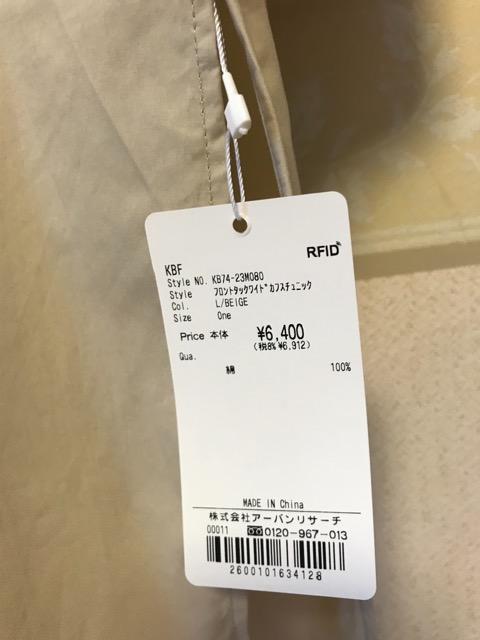 RFID
KBF
Style NO. KB74-23M080
Style ﾌﾛﾝﾄﾀｯｸﾜｲﾄﾞｶﾌｽﾁｭﾆｯｸ
Col. L/BEIGE
Size One
Price 本体 ¥6,400
(税8% ¥6,912)
Qua.
綿 100%
MADE IN China
株式会社アーバンリサーチ
00011 0120-967-013
2600101634128